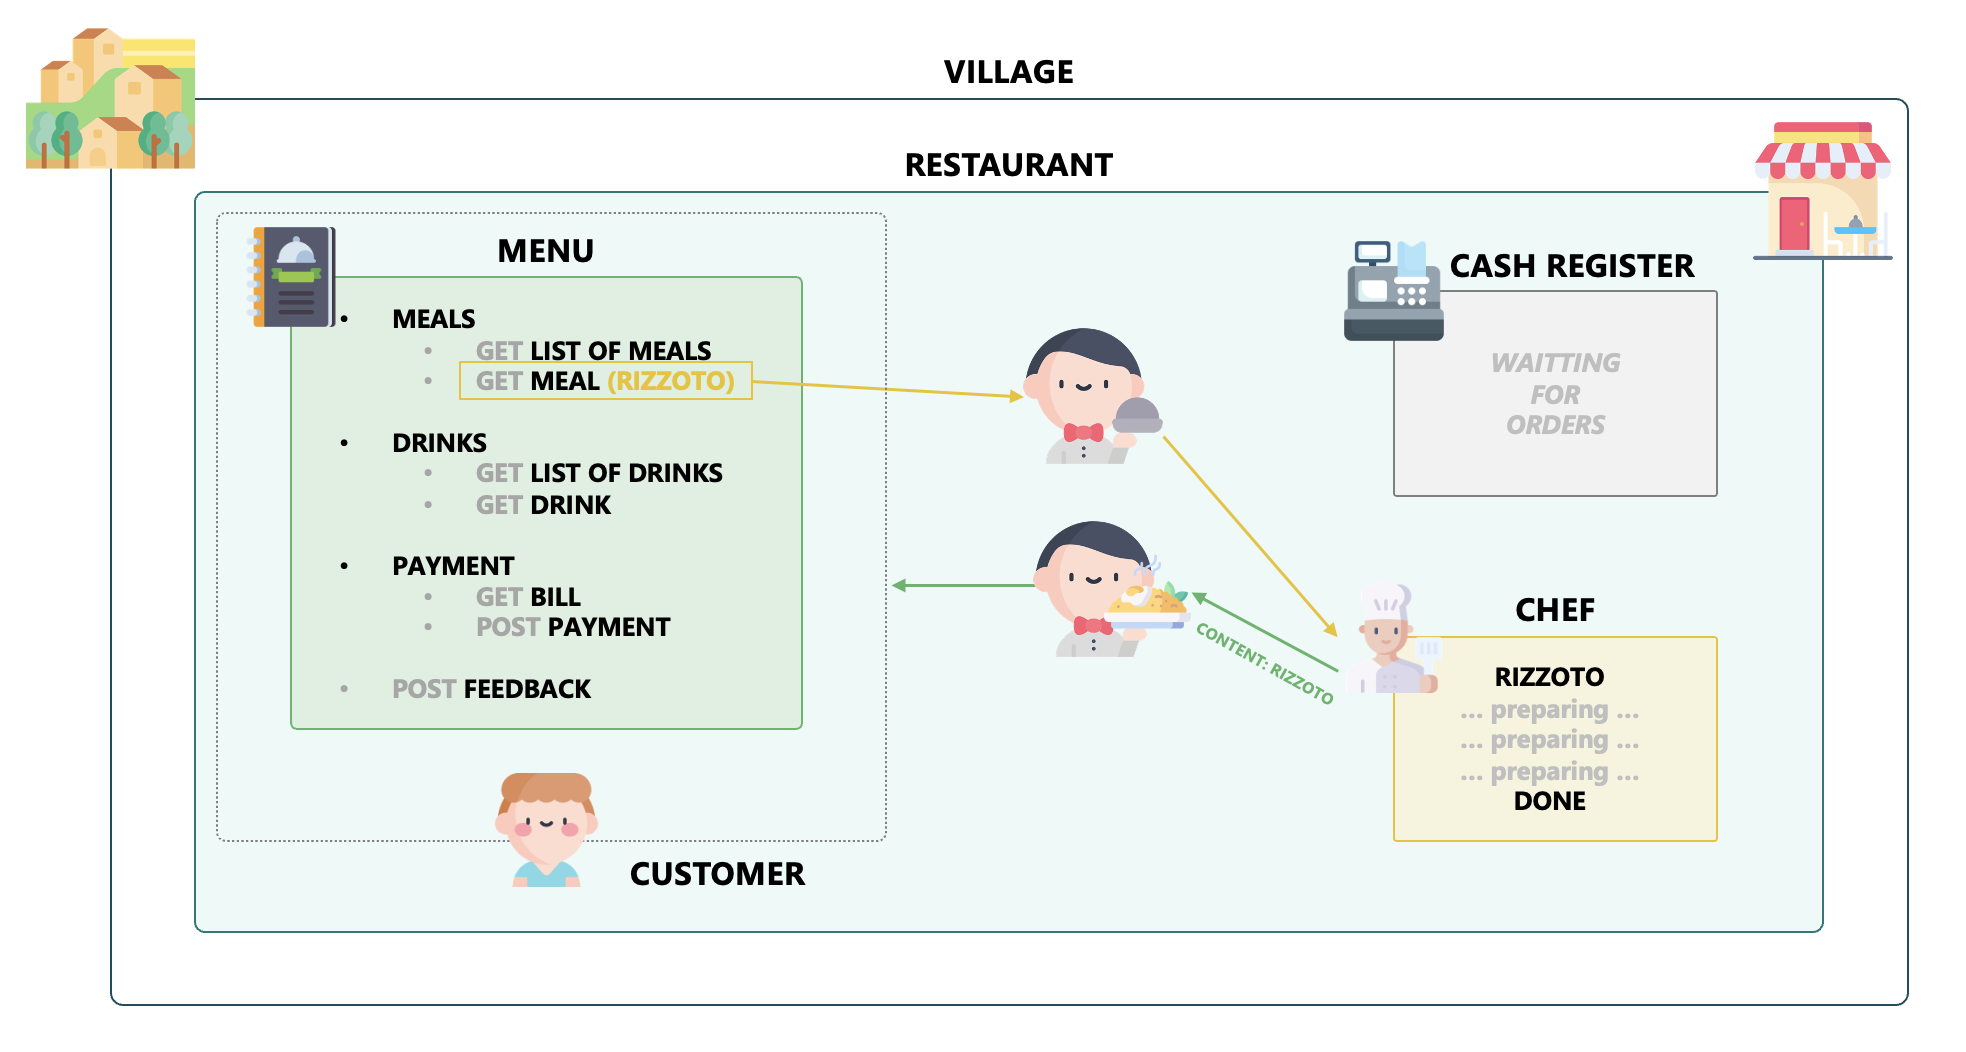 VILLAGE
RESTAURANT
MENU
• MEALS
• GET LIST OF MEALS
• GET MEAL (RIZZOTO)
• DRINKS
• GET LIST OF DRINKS
• GET DRINK
• PAYMENT
• GET BILL
• POST PAYMENT
• POST FEEDBACK
CUSTOMER
CASH REGISTER
WAITTING
FOR
ORDERS
CONTENT: RIZZOTO
CHEF
RIZZOTO
... preparing ...
... preparing ...
... preparing ...
DONE